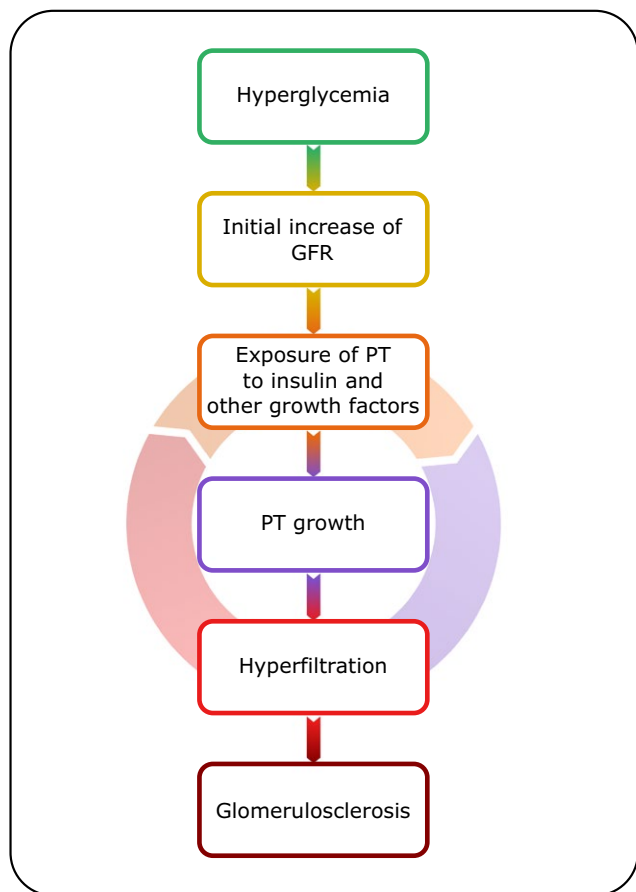 Hyperglycemia
Initial increase of
GFR
Exposure of PT
to insulin and
other growth factors
PT growth
Hyperfiltration
Glomerulosclerosis